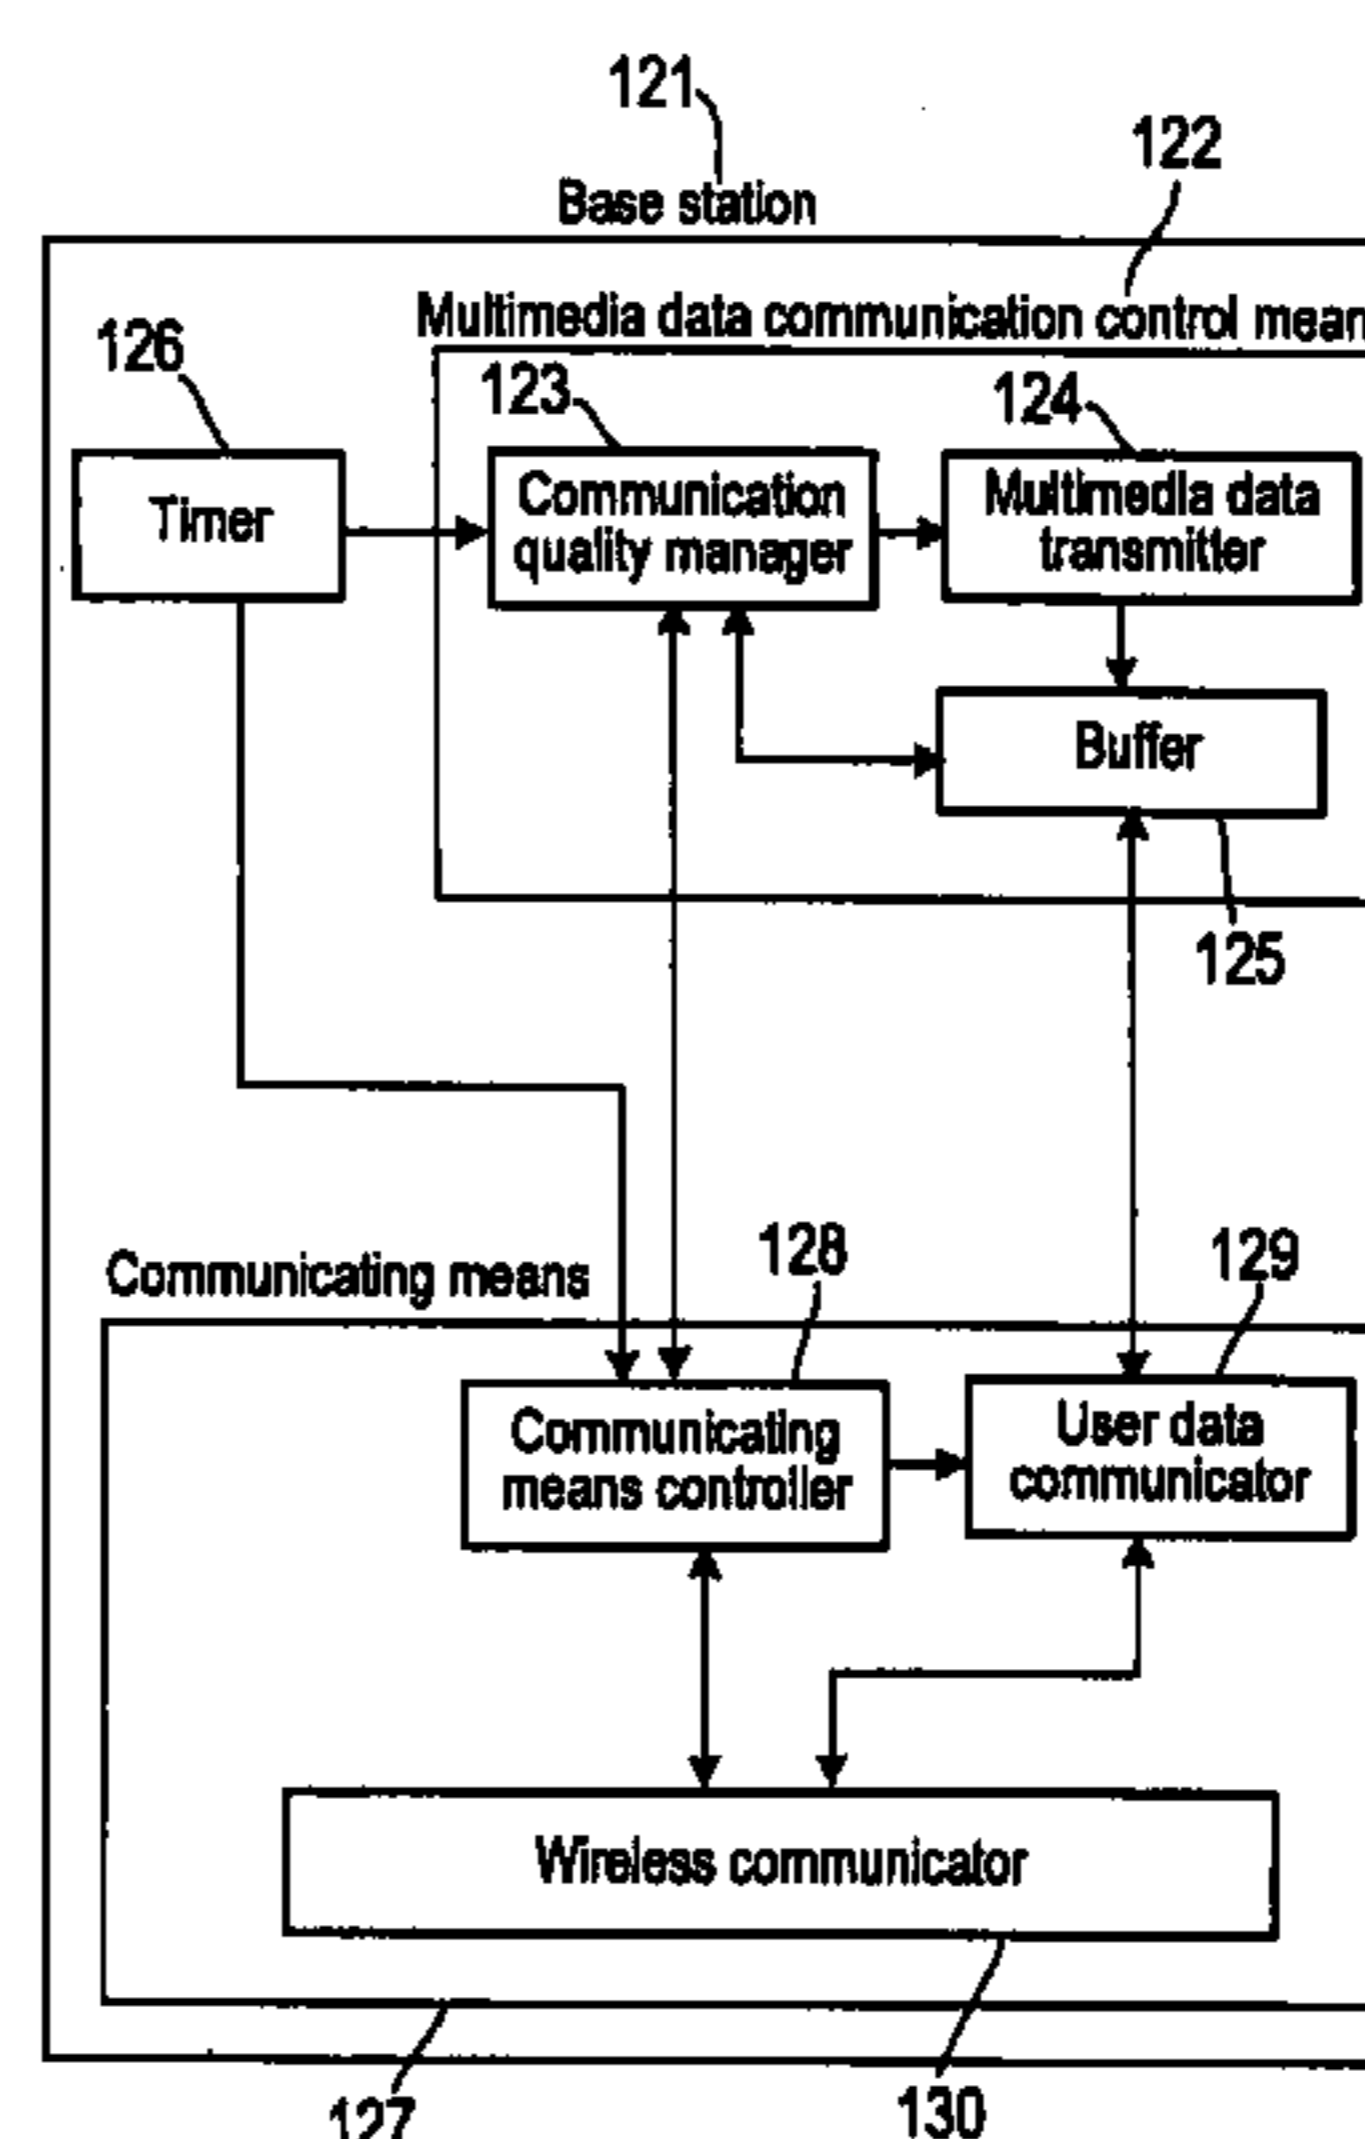 121
122
Base station
Multimedia data communication control mean
126
123
124
Timer
Communication
quality manager
Multimedia data
transmitter
Buffer
125
Communicating means
128
129
Communicating
means controller
User data
communicator
Wireless communicator
127
130